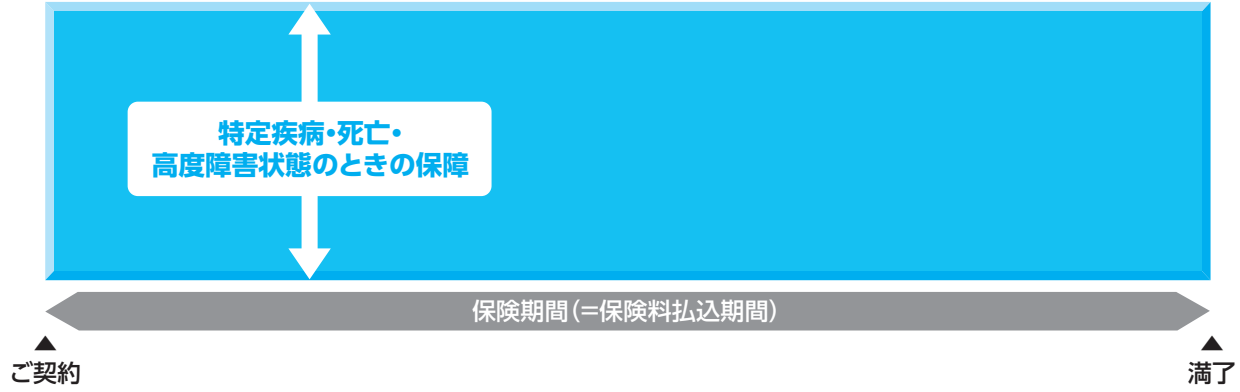 特定疾病・死亡・
高度障害状態のときの保障
保険期間(=保険料払込期間)
▲
ご契約
▲
満了